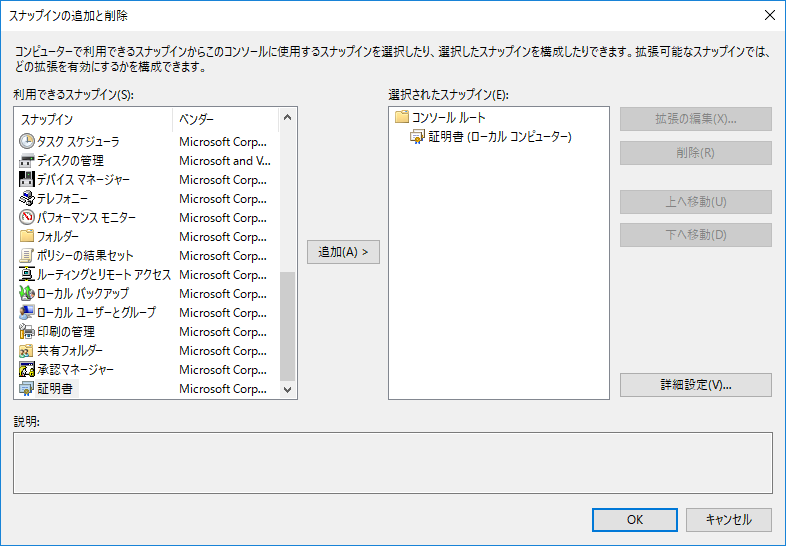 スナップインの追加と削除
コンピューターで利用できるスナップインからこのコンソールに使用するスナップインを選択したり、選択したスナップインを構成したりできます。拡張可能なスナップインでは、
どの拡張を有効にするかを構成できます。
利用できるスナップイン(S):
スナップイン ベンダー
タスク スケジューラ Microsoft Corp...
ディスクの管理 Microsoft and V...
デバイス マネージャー Microsoft Corp...
テレフォニー Microsoft Corp...
パフォーマンス モニター Microsoft Corp...
フォルダー Microsoft Corp...
ポリシーの結果セット Microsoft Corp...
ルーティングとリモート アクセス Microsoft Corp...
ローカル バックアップ Microsoft Corp...
ローカル ユーザーとグループ Microsoft Corp...
印刷の管理 Microsoft Corp...
共有フォルダー Microsoft Corp...
承認マネージャー Microsoft Corp...
証明書 Microsoft Corp...
追加(A) >
選択されたスナップイン(E):
コンソール ルート
証明書 (ローカル コンピューター)
拡張の編集(X)...
削除(R)
上へ移動(U)
下へ移動(D)
詳細設定(V)...
説明:
OK
キャンセル